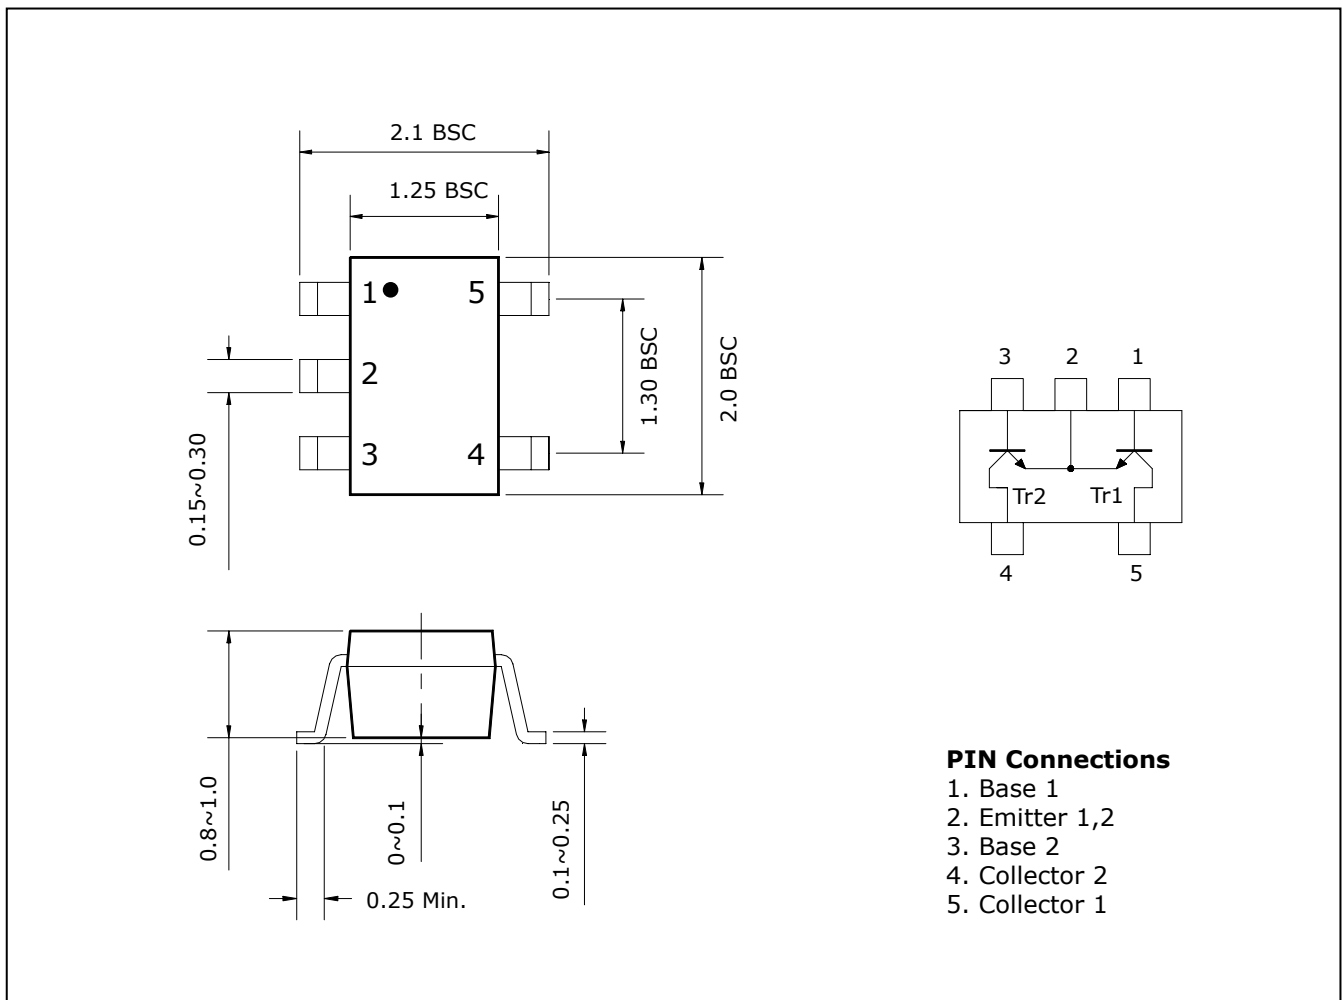 2.1 BSC
1.25 BSC
1
5
2
3
4
1.30 BSC
2.0 BSC
0.15~0.30
3 2 1
Tr2 Tr1
4 5
0.8~1.0
0~0.1
0.1~0.25
0.25 Min.
PIN Connections
1. Base 1
2. Emitter 1,2
3. Base 2
4. Collector 2
5. Collector 1